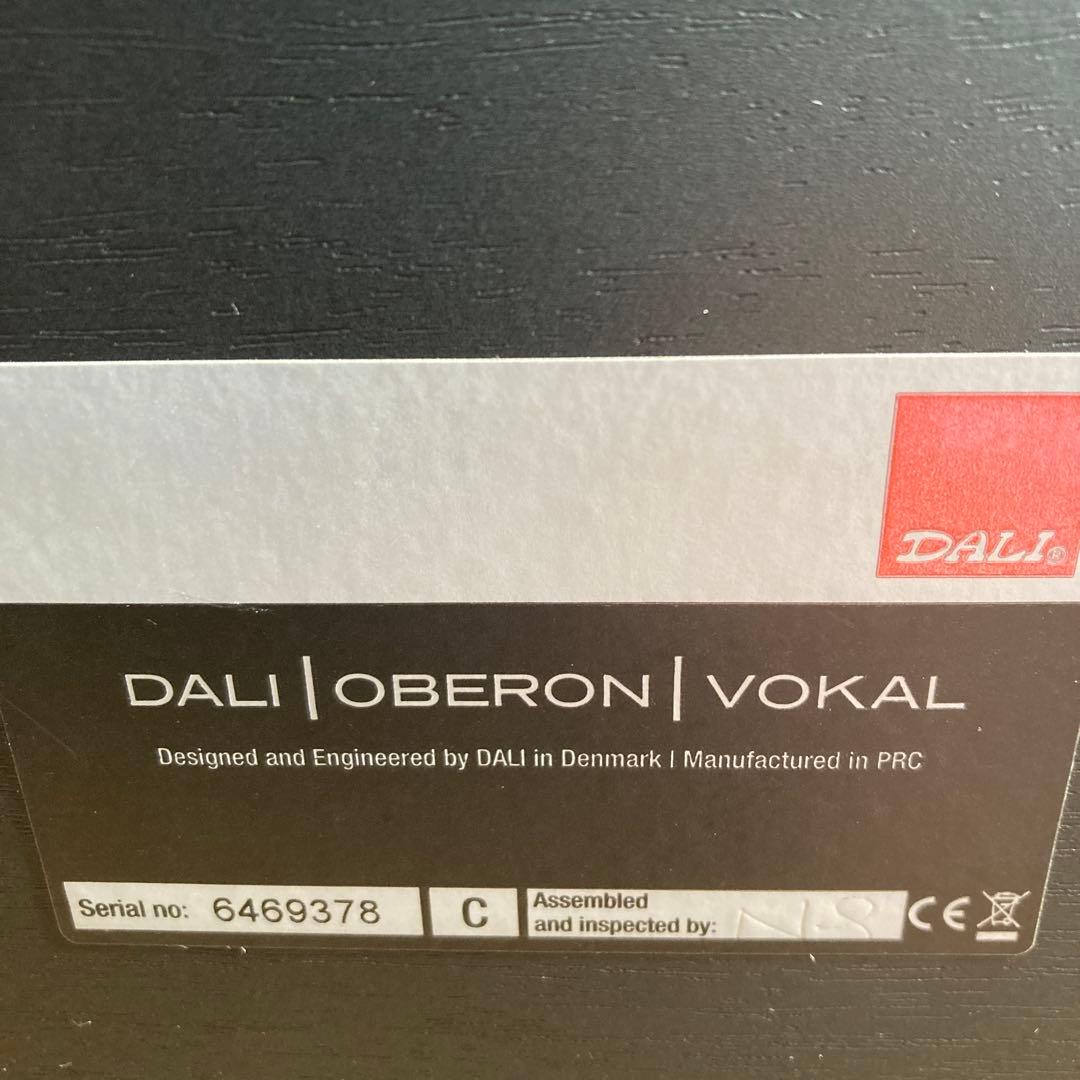 DALI®
DALI | OBERON | VOKAL
Designed and Engineered by DALI in Denmark | Manufactured in PRC
Serial no: 6469378
C
Assembled
and inspected by:
CE